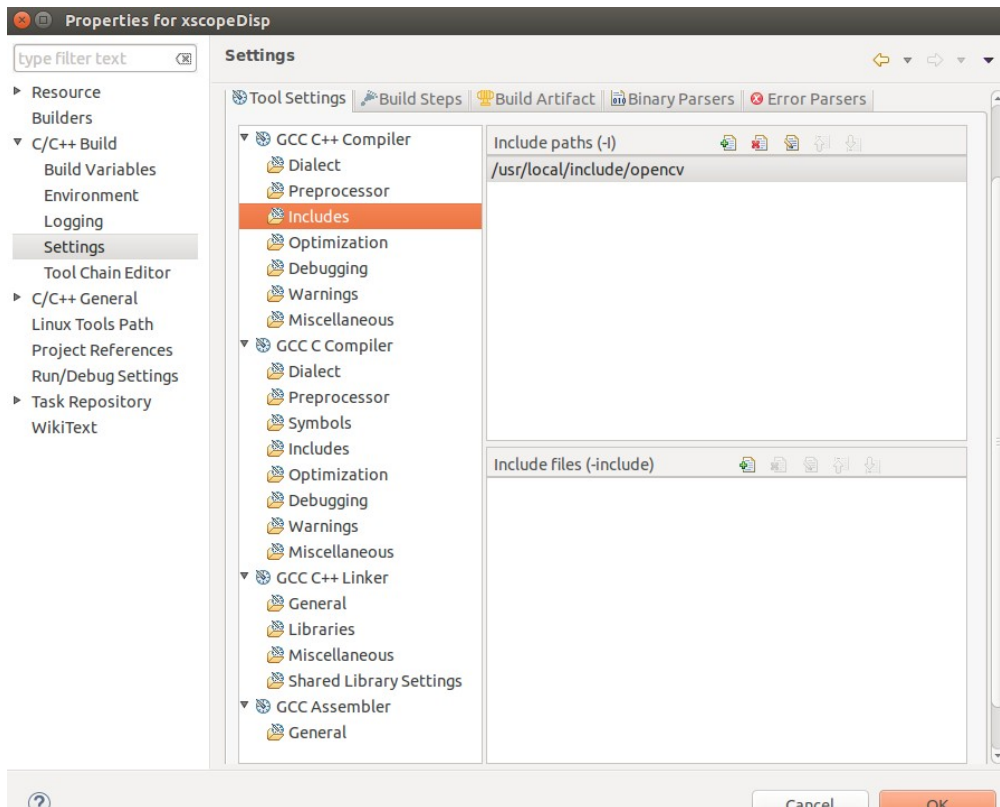 Properties for xscopeDisp
type filter text
Resource
Builders
C/C++ Build
Build Variables
Environment
Logging
Settings
Tool Chain Editor
C/C++ General
Linux Tools Path
Project References
Run/Debug Settings
Task Repository
WikiText
Settings
Tool Settings Build Steps Build Artifact Binary Parsers Error Parsers
GCC C++ Compiler
Dialect
Preprocessor
Includes
Optimization
Debugging
Warnings
Miscellaneous
GCC C Compiler
Dialect
Preprocessor
Symbols
Includes
Optimization
Debugging
Warnings
Miscellaneous
GCC C++ Linker
General
Libraries
Miscellaneous
Shared Library Settings
GCC Assembler
General
Include paths (-I)
/usr/local/include/opencv
Include files (-include)
Cancel OK